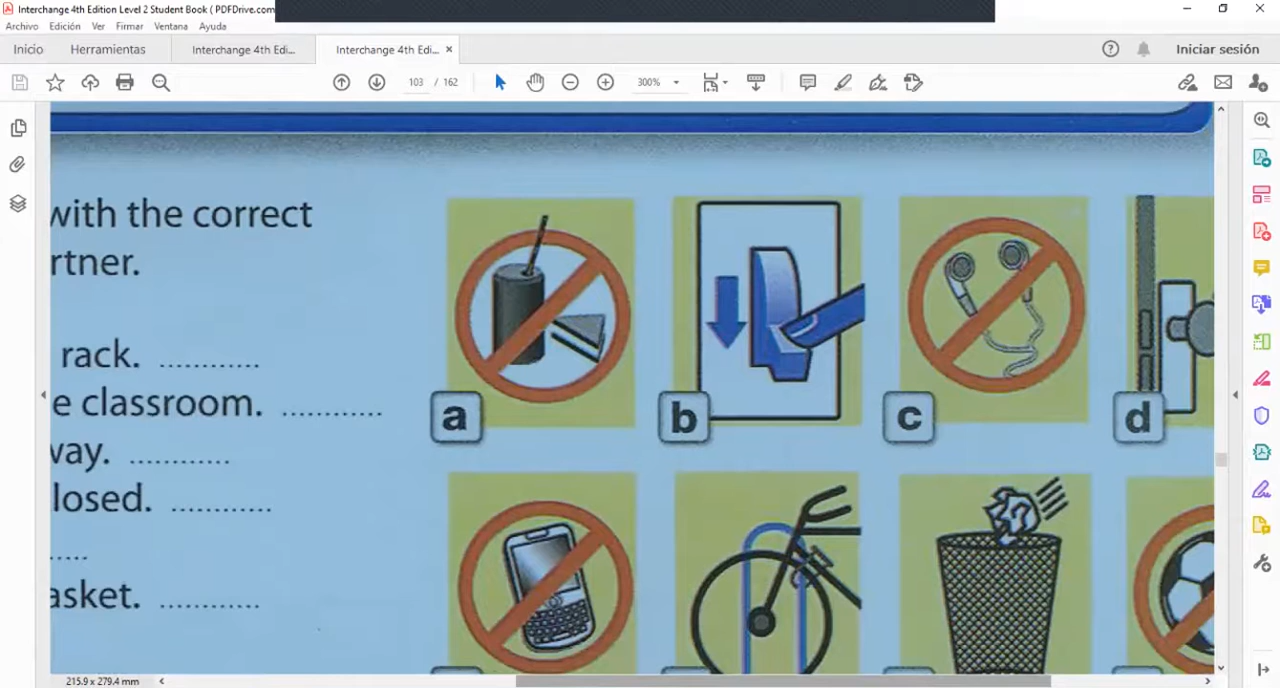 Interchange 4th Edition Level 2 Student Book ( PDFDrive.com
Archivo Edición Ver Firmar Ventana Ayuda
Inicio Herramientas Interchange 4th Edi... Interchange 4th Edi... × Iniciar sesión
103 / 162 300%
with the correct
rtner.
rack. ............
e classroom. ............
way. ............
losed. ............
.....
asket. ............
a b c d
215.9 x 279.4 mm